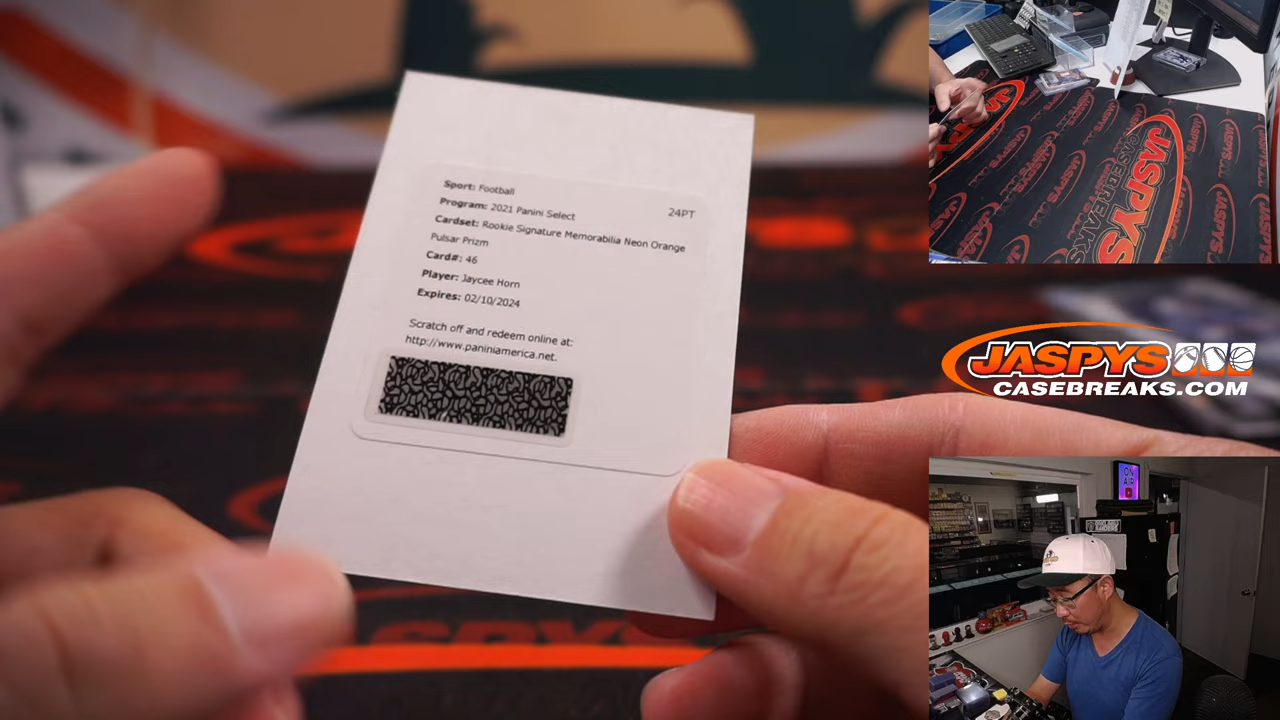 Sport: Football
24PT
Program: 2021 Panini Select
Cardset: Rookie Signature Memorabilia Neon Orange
Pulsar Prizm
Card#: 46
Player: Jaycee Horn
Expires: 02/10/2024
Scratch off and redeem online at:
http://www.paniniamerica.net.
JASPYS
CASEBREAKS
JASPYS
CASEBREAKS.COM
ON
AIR